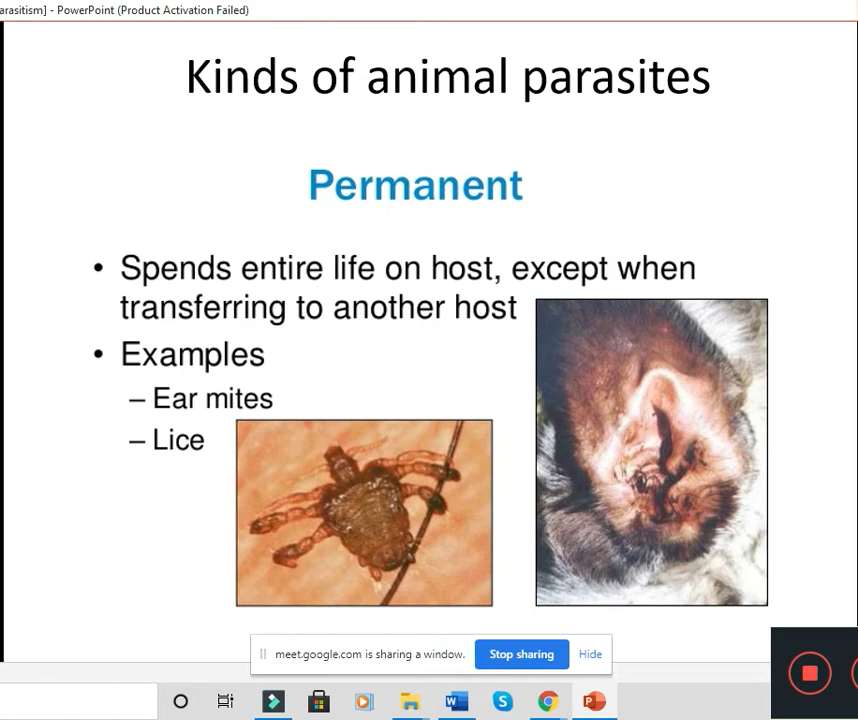 arasitism] - PowerPoint (Product Activation Failed)
Kinds of animal parasites
Permanent
• Spends entire life on host, except when
transferring to another host
• Examples
– Ear mites
– Lice
meet.google.com is sharing a window.
Stop sharing
Hide